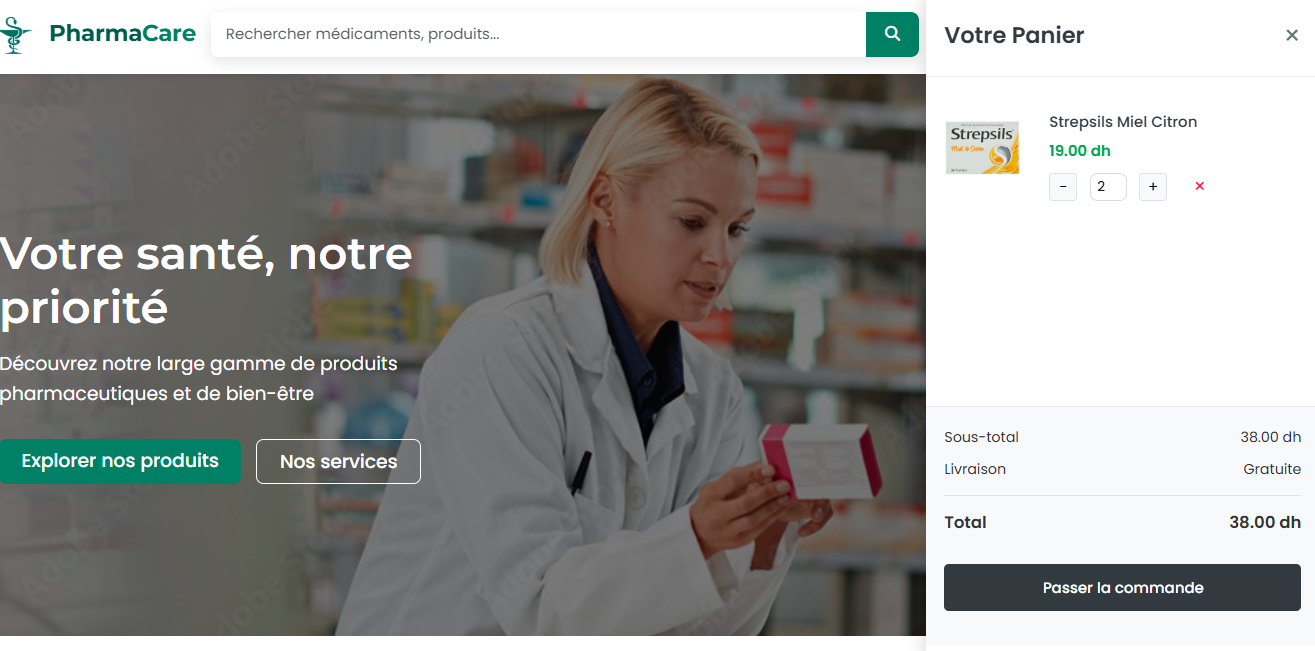 PharmaCare
Rechercher médicaments, produits...
Votre santé, notre
priorité
Découvrez notre large gamme de produits
pharmaceutiques et de bien-être
Explorer nos produits
Nos services
Votre Panier
×
Strepsils
Miel & Citron
Strepsils Miel Citron
19.00 dh
- 2 + ×
Sous-total 38.00 dh
Livraison Gratuite
Total 38.00 dh
Passer la commande